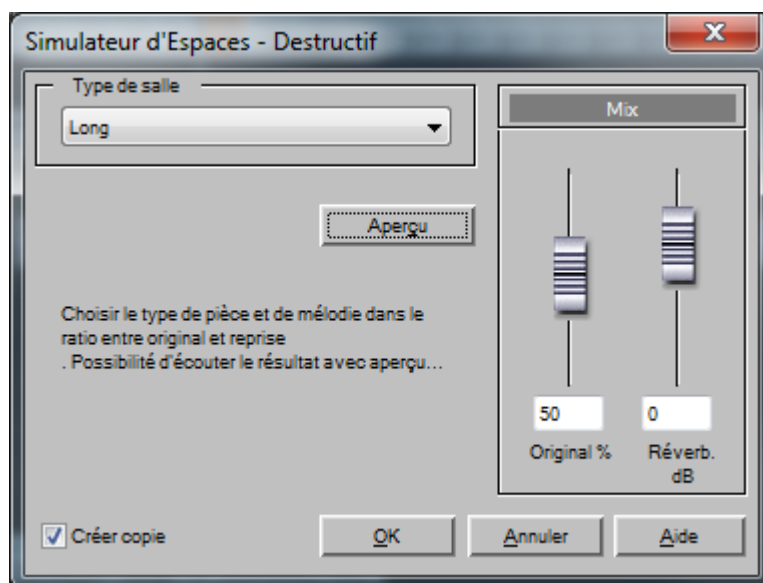 Simulateur d'Espaces - Destructif
Type de salle
Long
Mix
Aperçu
Choisir le type de pièce et de mélodie dans le
ratio entre original et reprise
. Possibilité d'écouter le résultat avec aperçu...
50 0
Original % Réverb.
dB
Créer copie OK Annuler Aide